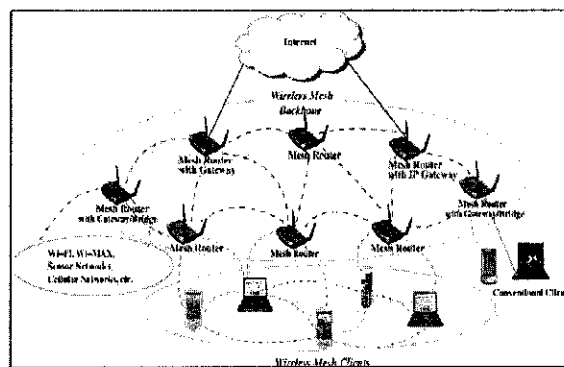 Internet
Wireless Mesh
Backbone
Mesh Router
with Gateway
Mesh Router
Mesh Router
with IP Gateway
Mesh Router
with Gateway/Bridge
Mesh Router
with Gateway/Bridge
Mesh Router
Mesh Router
Mesh Router
Wi-Fi, Wi-MAX,
Sensor Networks,
Cellular Networks, etc.
Conventional Client
Wireless Mesh Clients